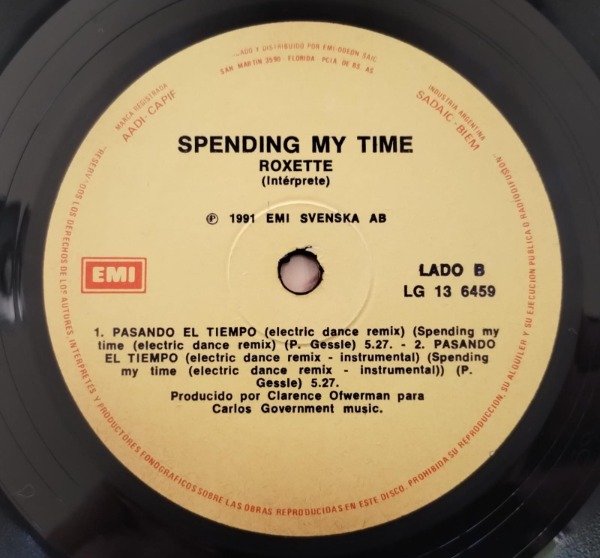 ADO Y DISTRIBUIDO POR EMI-ODEON SAIC
SAN MARTIN 3590 FLORIDA PCIA DE BS. AS
MARCA REGISTRADA
AADI-CAPIF
INDUSTRIA ARGENTINA
SADAIC-BIEM
SPENDING MY TIME
ROXETTE
(Intérprete)
℗ 1991 EMI SVENSKA AB
EMI
LADO B
LG 13 6459
1. PASANDO EL TIEMPO (electric dance remix) (Spending my
time (electric dance remix) (P. Gessle) 5.27. - 2. PASANDO
EL TIEMPO (electric dance remix - instrumental) (Spending
my time (electric dance remix - instrumental)) (P.
Gessle) 5.27.
Producido por Clarence Ofwerman para
Carlos Government music.
RESERVADOS LOS DERECHOS DE LOS AUTORES INTERPRETES Y PRODUCTORES FONOGRAFICOS SOBRE LAS OBRAS REPRODUCIDAS EN ESTE DISCO. PROHIBIDA SU REPRODUCCION, SU ALQUILER Y SU EJECUCION PUBLICA O RADIODIFUSION